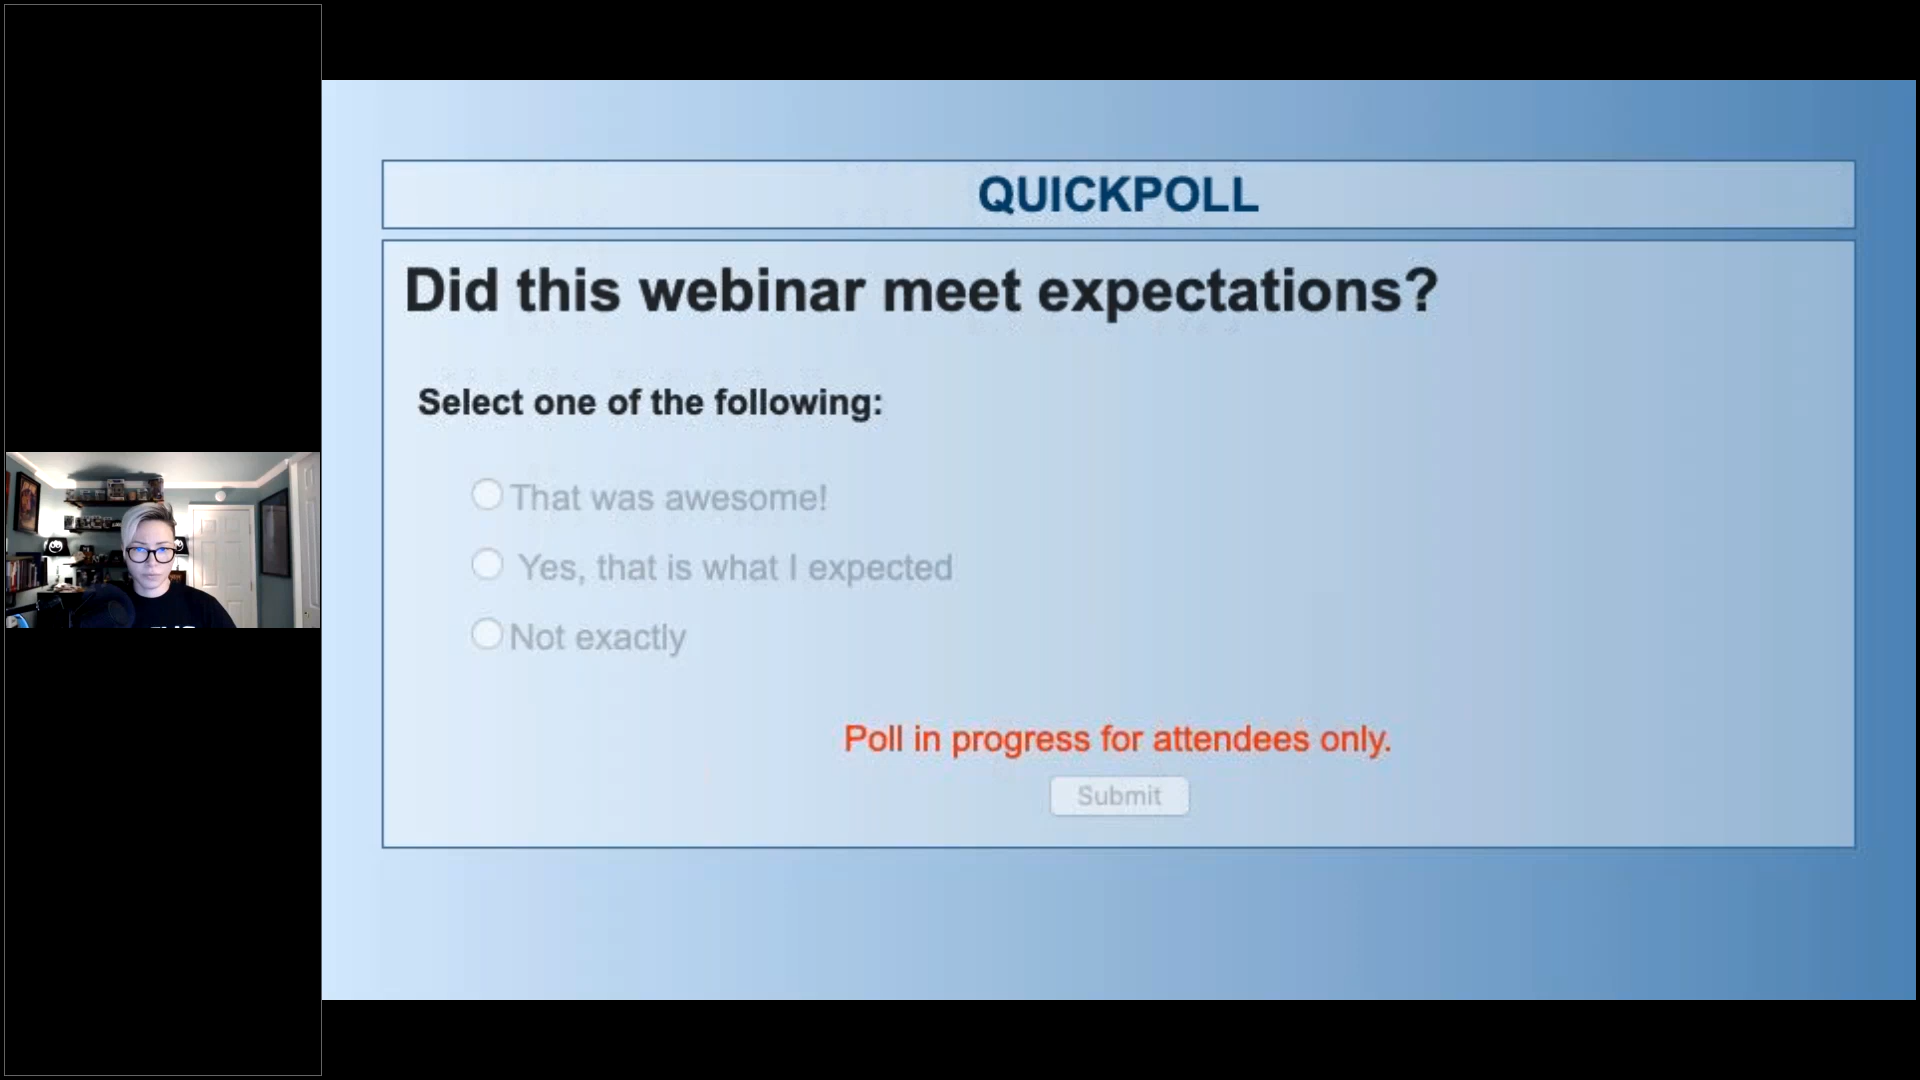 QUICKPOLL
Did this webinar meet expectations?
Select one of the following:
That was awesome!
Yes, that is what I expected
Not exactly
Poll in progress for attendees only.
Submit